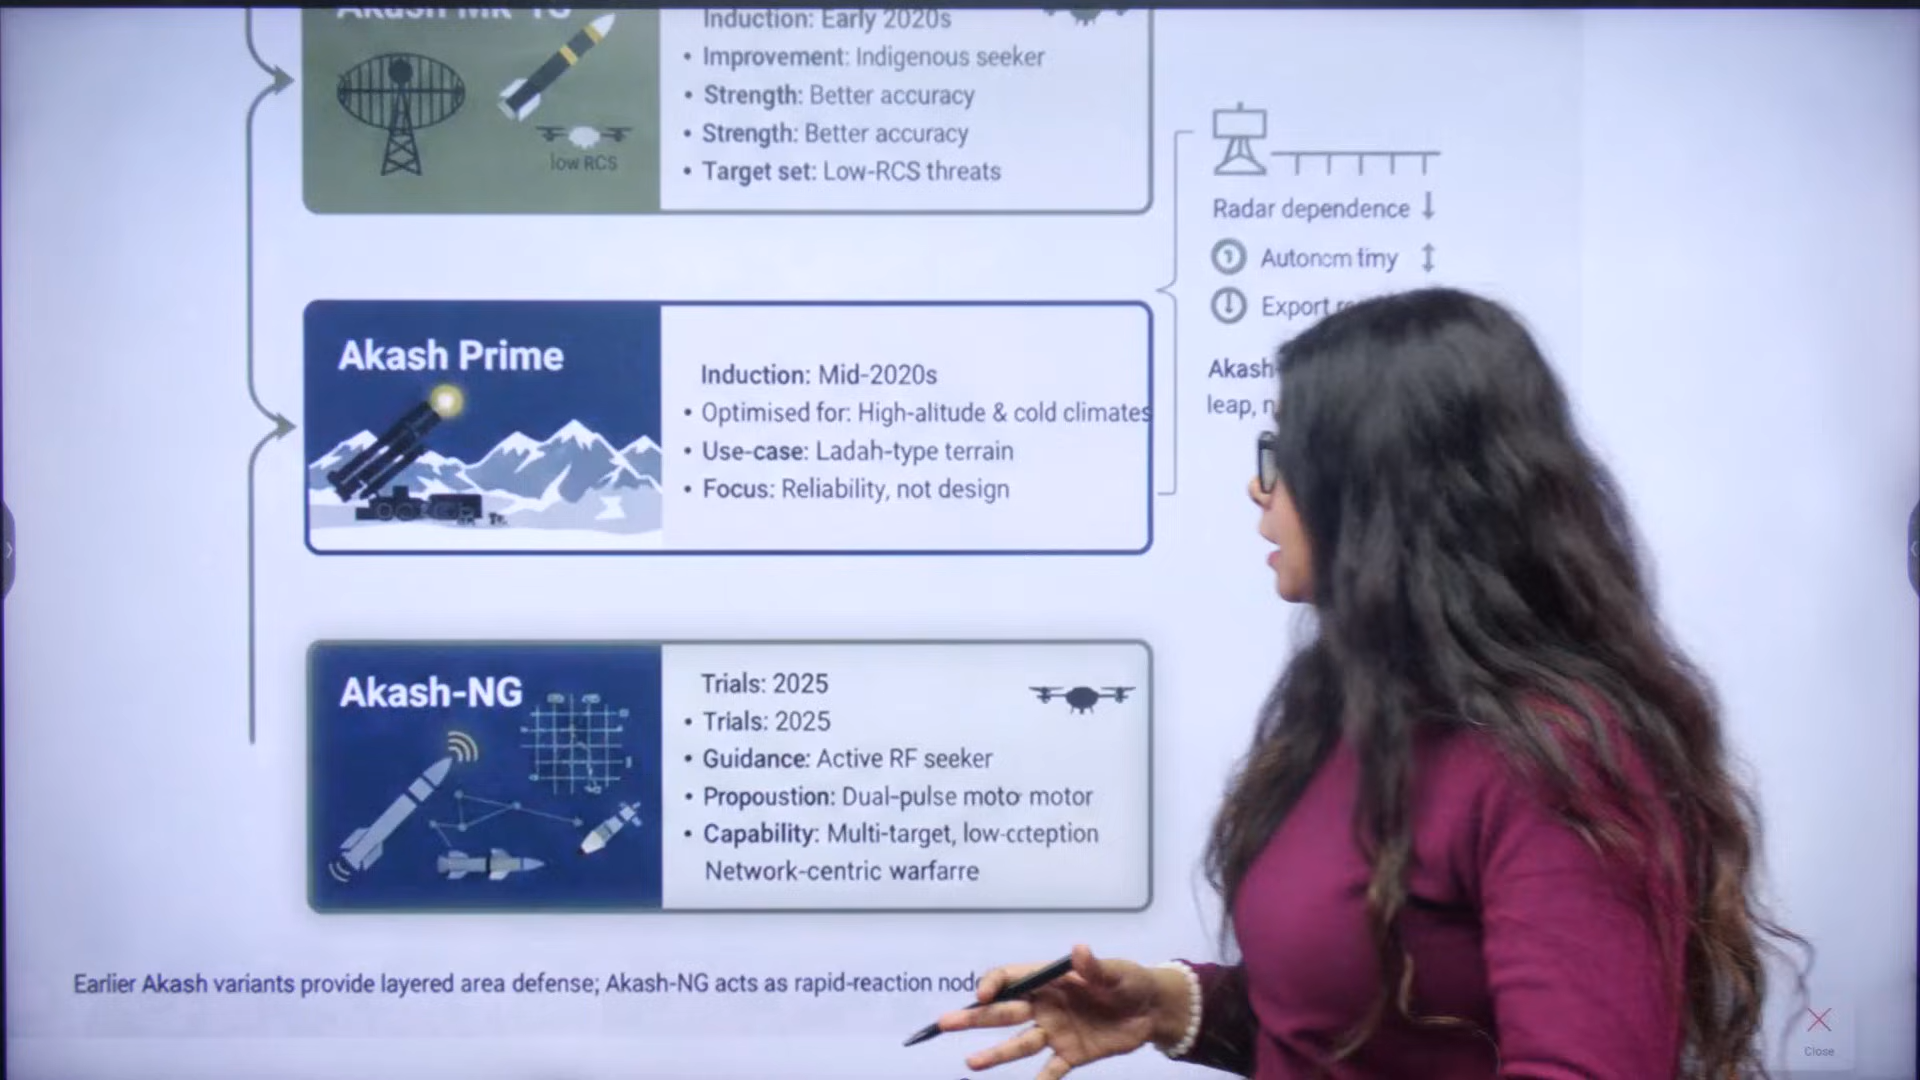 Induction: Early 2020s
• Improvement: Indigenous seeker
• Strength: Better accuracy
• Strength: Better accuracy
• Target set: Low-RCS threats
low RCS
Radar dependence ↓
Autonom tiny ↕
Export
Akash
leap,
Akash Prime
Induction: Mid-2020s
• Optimised for: High-alitude & cold climates
• Use-case: Ladah-type terrain
• Focus: Reliability, not design
Akash-NG
Trials: 2025
• Trials: 2025
• Guidance: Active RF seeker
• Propoustion: Dual-pulse moto motor
• Capability: Multi-target, low-ccteption
Network-centric warfarre
Earlier Akash variants provide layered area defense; Akash-NG acts as rapid-reaction node
Close